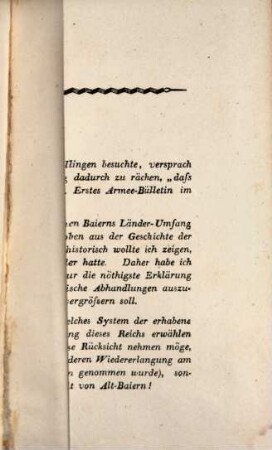 llingen besuchte, versprach
dadurch zu rächen, „daſs
Erstes Armee-Bülletin im
en Baierns Länder-Umfang
ben aus der Geschichte der
historisch wollte ich zeigen,
ler hatte. Daher habe ich
ur die nöthigste Erklärung
ische Abhandlungen auszu-
ergröſsern soll.
elches System der erhabene
ng dieses Reichs erwählen
e Rücksicht nehmen möge,
deren Wiedererlangung am
n genommen wurde), son-
lt von Alt-Baiern!